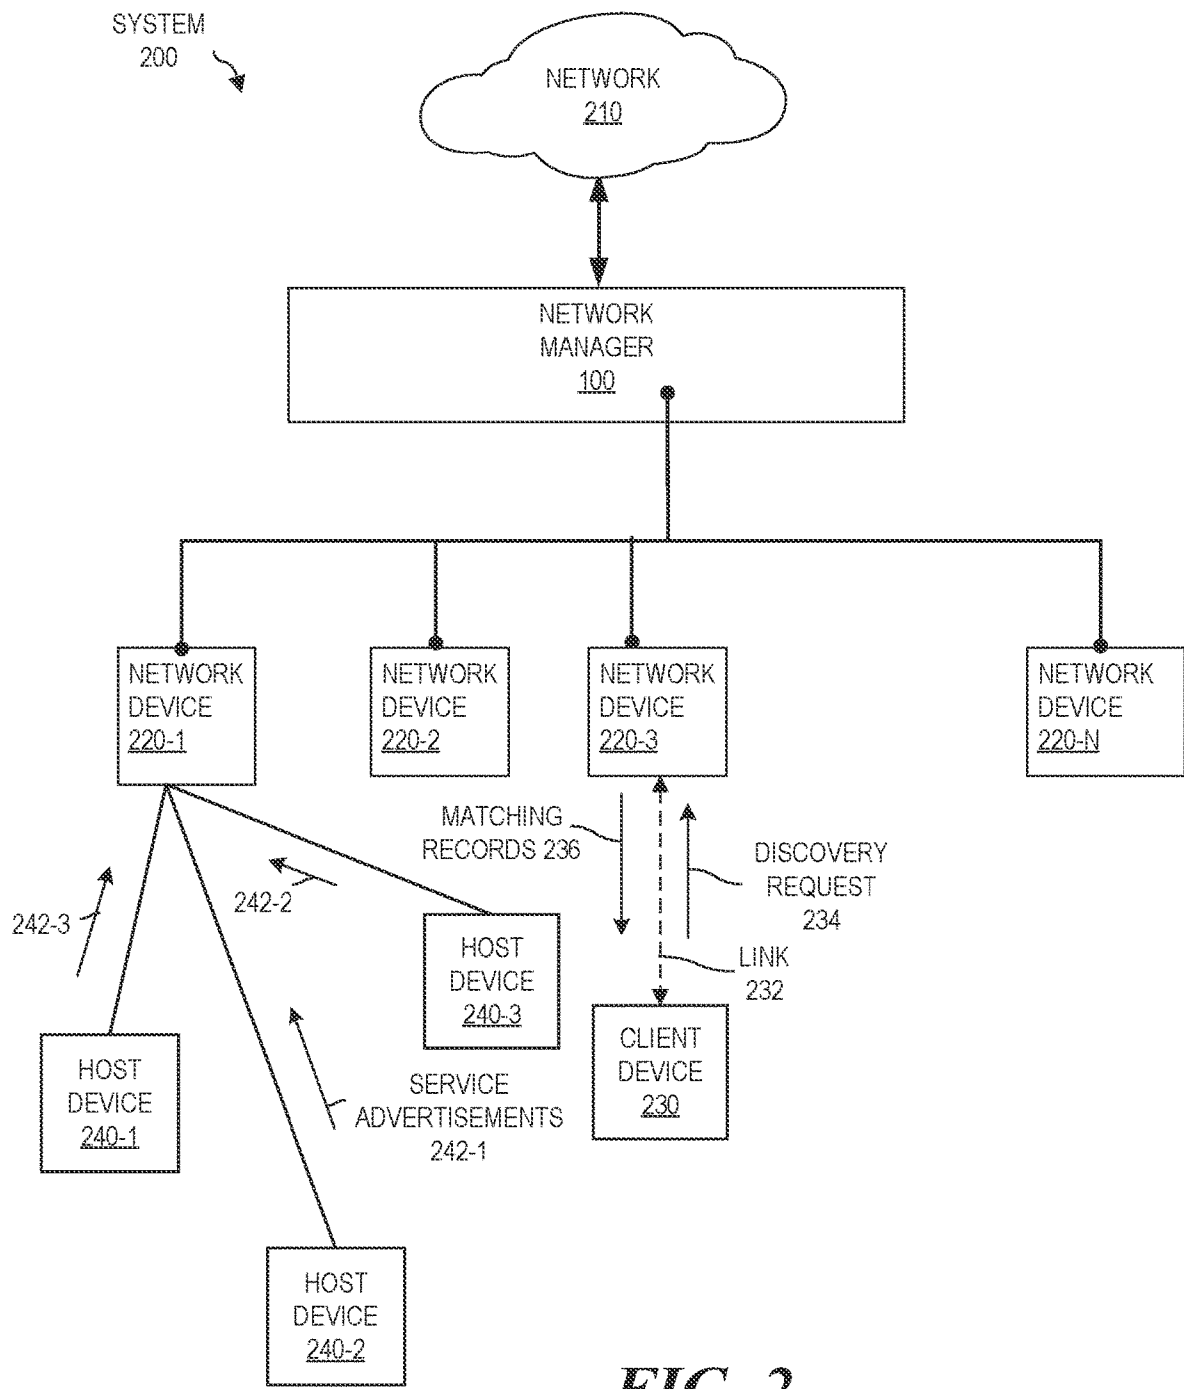 SYSTEM
200
NETWORK
210
NETWORK
MANAGER
100
NETWORK
DEVICE
220-1
NETWORK
DEVICE
220-2
NETWORK
DEVICE
220-3
NETWORK
DEVICE
220-N
MATCHING
RECORDS 236
DISCOVERY
REQUEST
234
LINK
232
242-3
242-2
HOST
DEVICE
240-3
CLIENT
DEVICE
230
HOST
DEVICE
240-1
SERVICE
ADVERTISEMENTS
242-1
HOST
DEVICE
240-2
FIG. 2